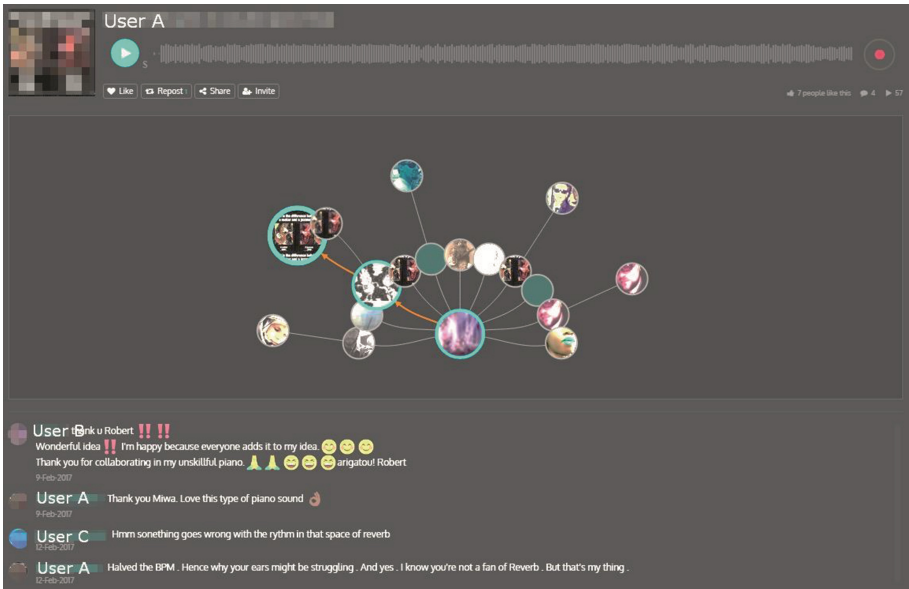 User A
S
Like
Repost 1
Share
Invite
7 people like this 4 57
User B thank u Robert ‼️ ‼️
Wonderful idea ‼️ I'm happy because everyone adds it to my idea. 😊 😊 😊
Thank you for collaborating in my unskillful piano. 🙏 🙏 😄 😄 😄 arigatou! Robert
9-Feb-2017
User A Thank you Miwa. Love this type of piano sound 👌🏽
9-Feb-2017
User C Hmm sonething goes wrong with the rythm in that space of reverb
12-Feb-2017
User A Halved the BPM . Hence why your ears might be struggling . And yes . I know you're not a fan of Reverb . But that's my thing .
12-Feb-2017